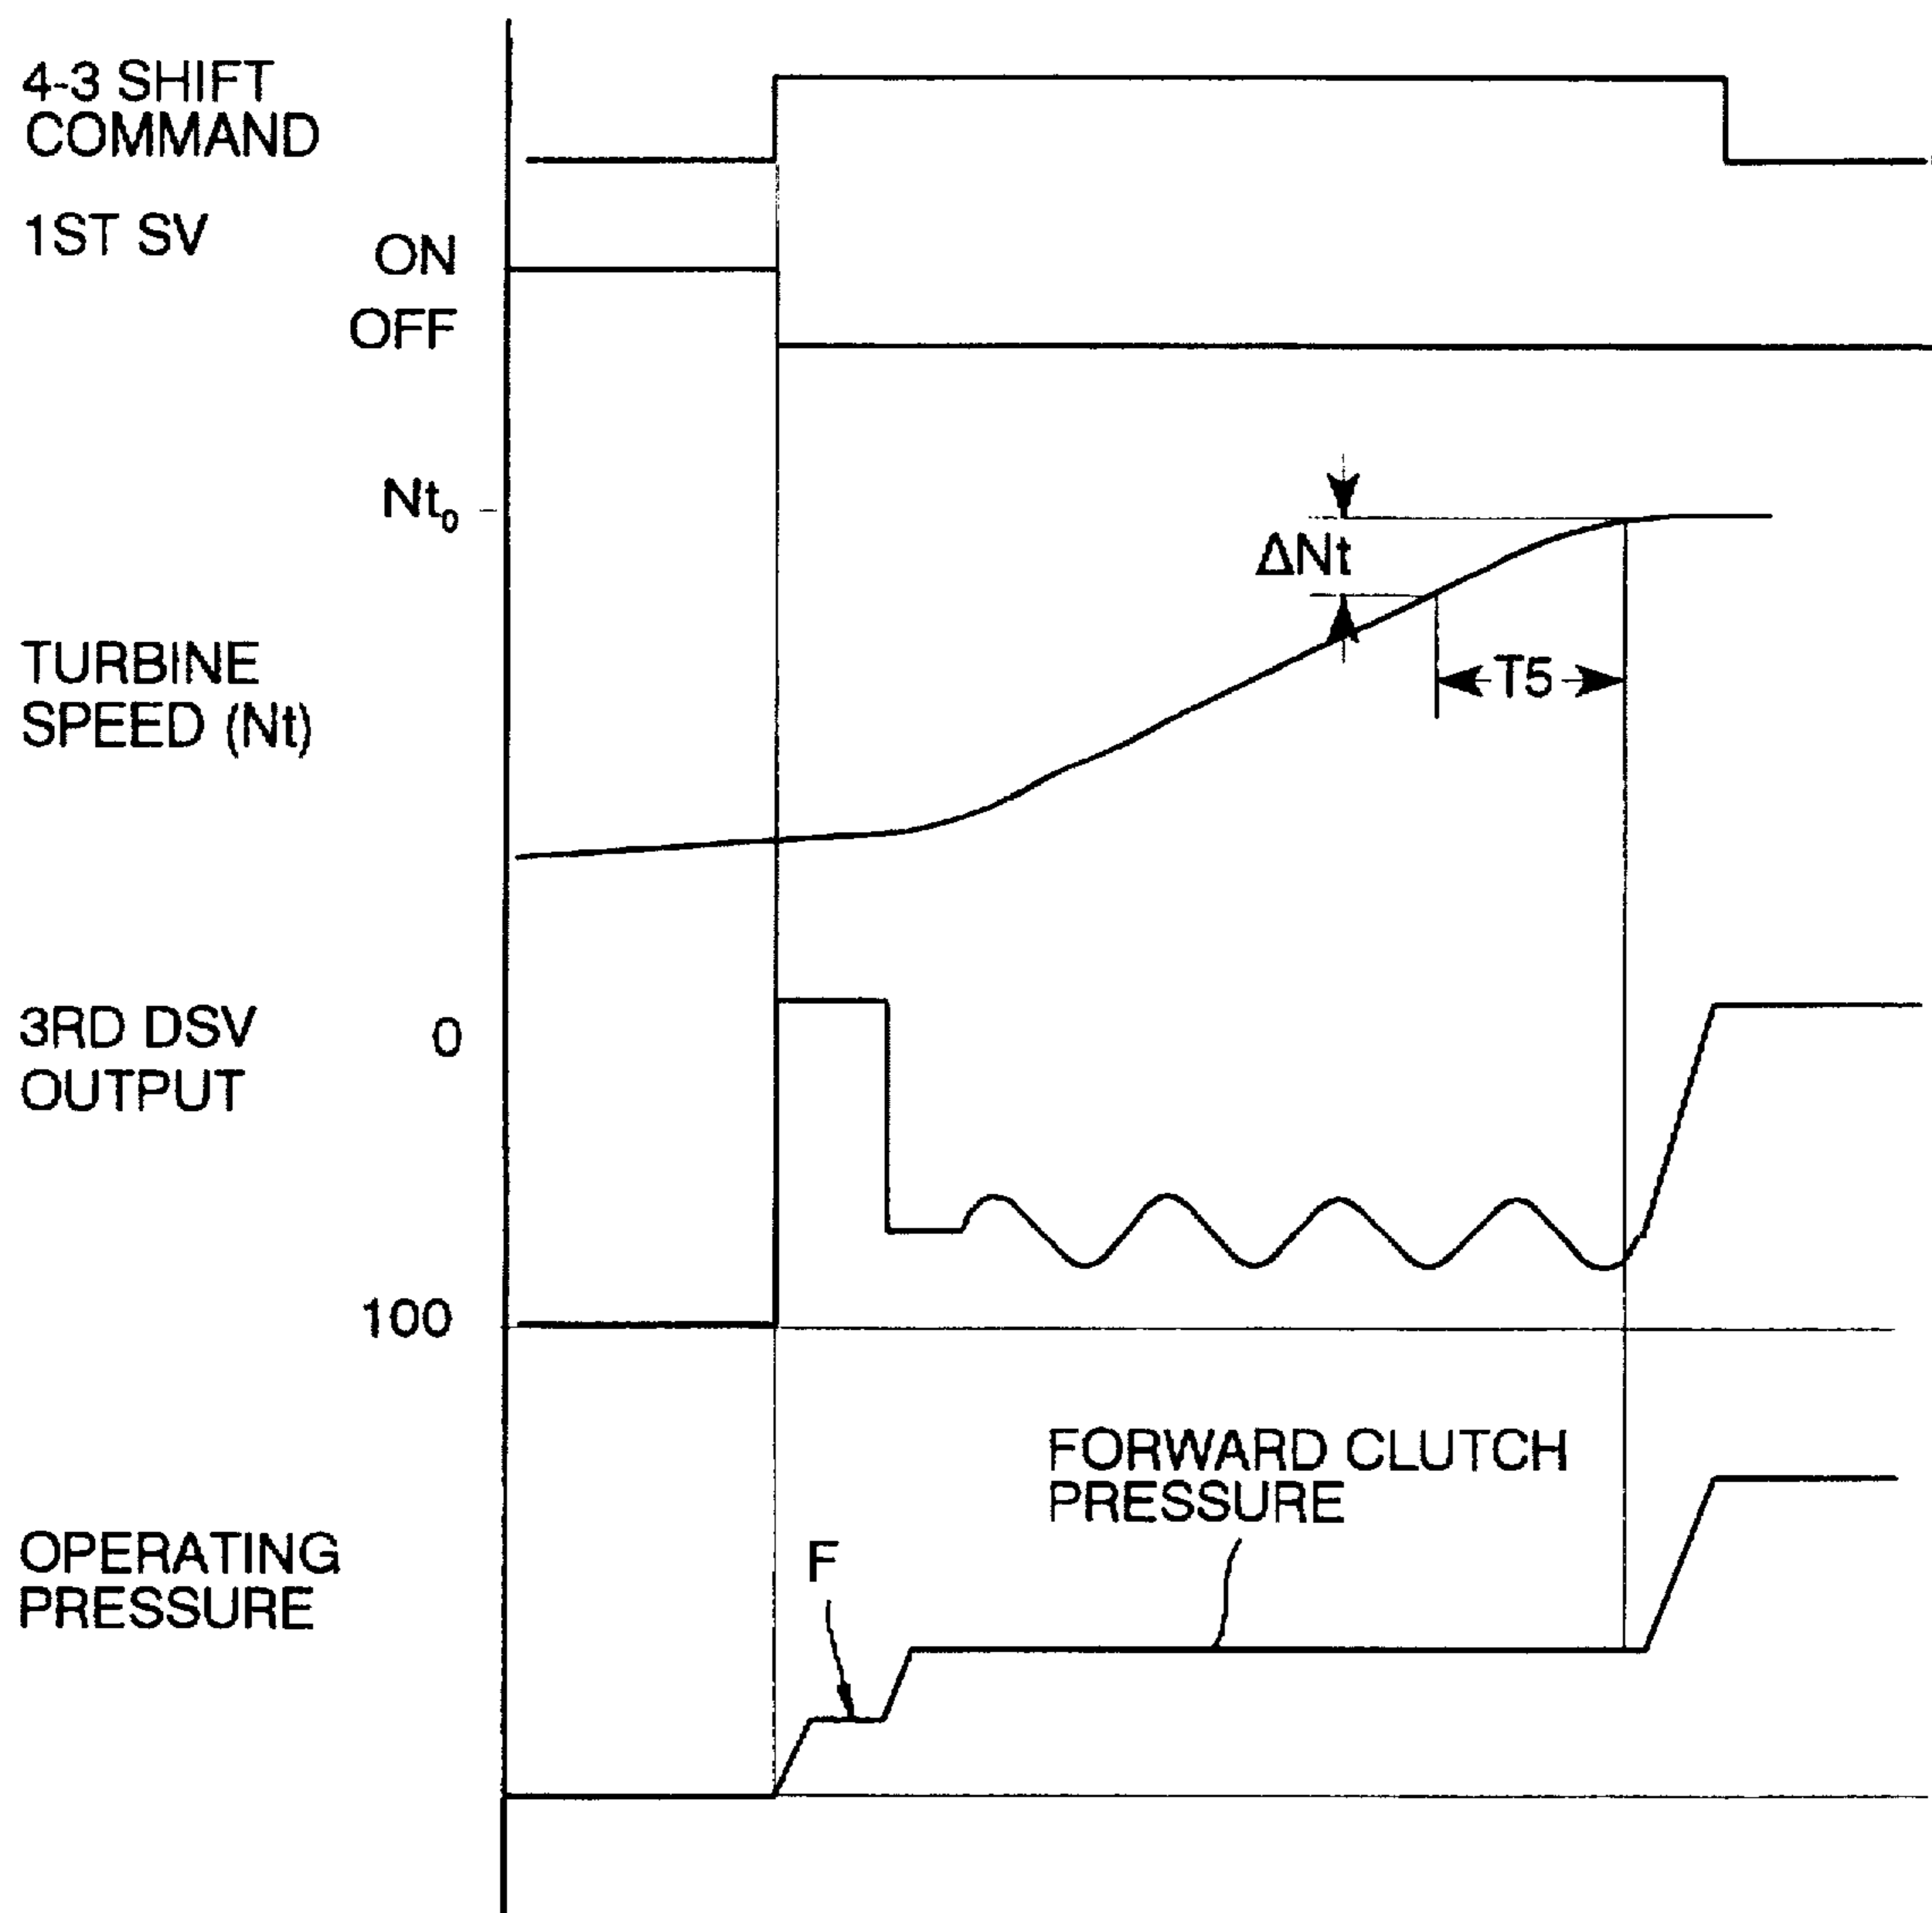 4-3 SHIFT
COMMAND
1ST SV
ON
OFF
Nt₀
ΔNt
TURBINE
SPEED (Nt)
T5
3RD DSV
OUTPUT
0
100
FORWARD CLUTCH
PRESSURE
F
OPERATING
PRESSURE